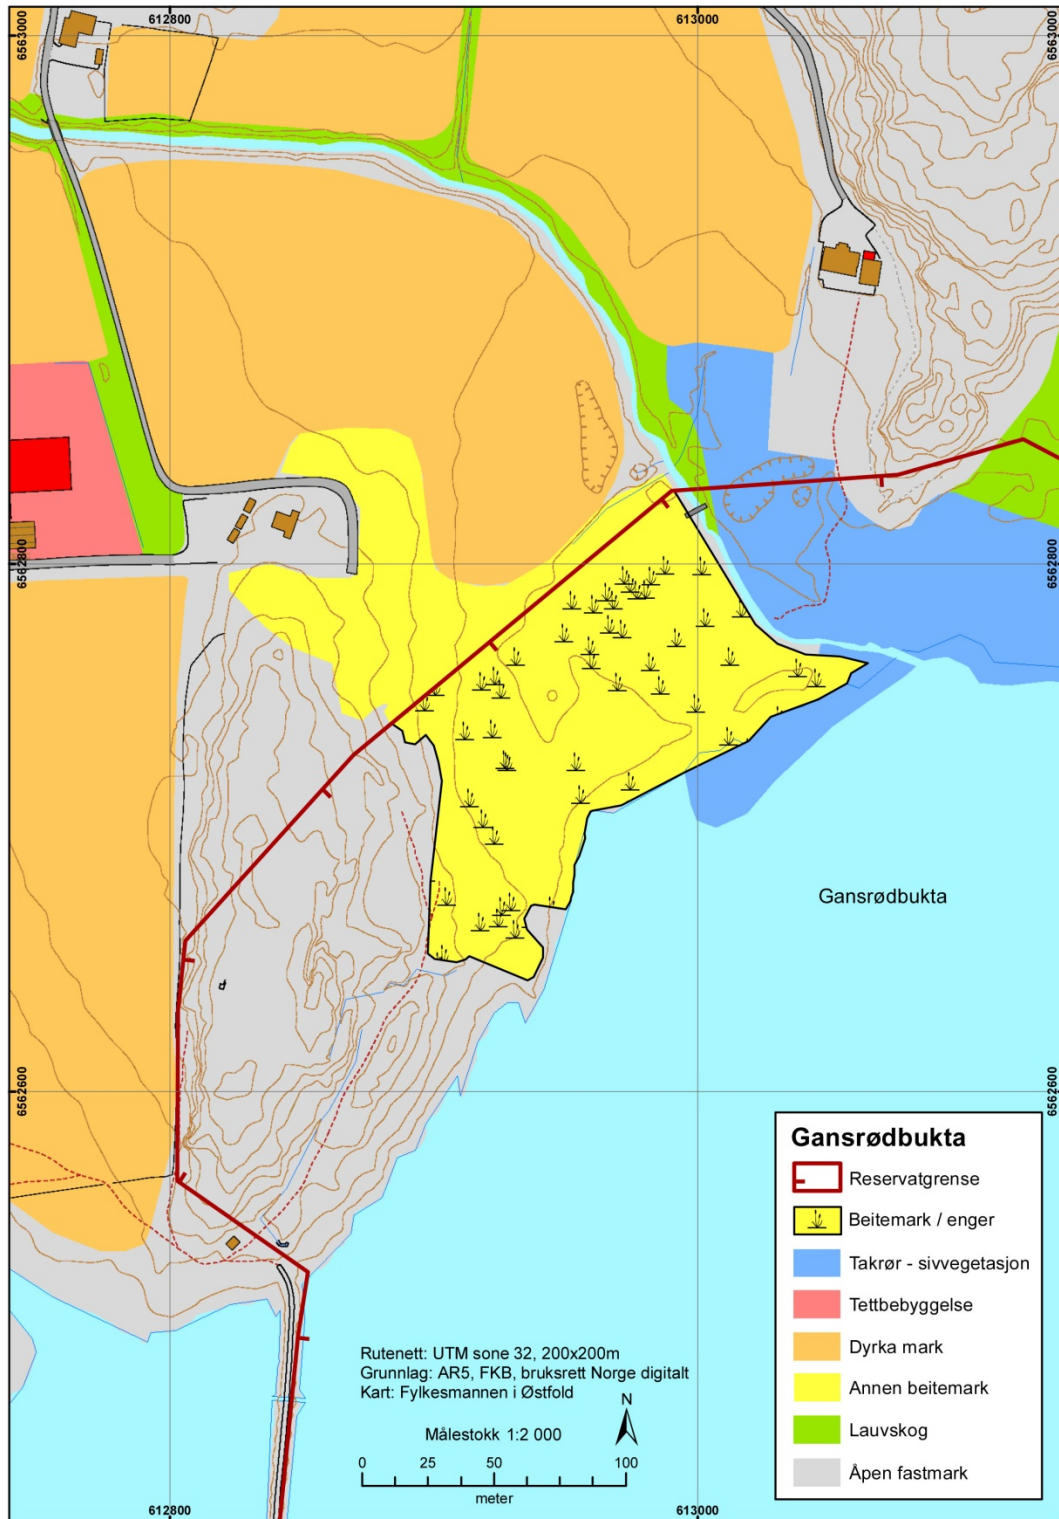 612800
613000
6563000
6563000
6562800
6562800
Gansrødbukta
6562600
6562600
Gansrødbukta
Reservatgrense
Beitemark / enger
Takrør - sivvegetasjon
Tettbebyggelse
Dyrka mark
Annen beitemark
Lauvskog
Åpen fastmark
Rutenett: UTM sone 32, 200x200m
Grunnlag: AR5, FKB, bruksrett Norge digitalt
Kart: Fylkesmannen i Østfold
N
Målestokk 1:2 000
0 25 50 100
meter
612800
613000